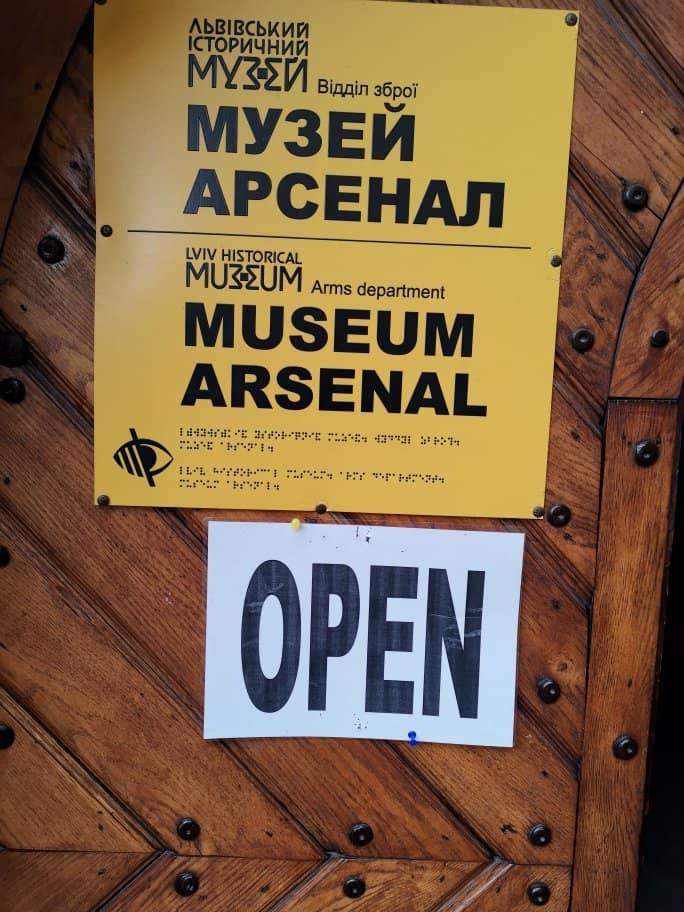 ЛЬВІВСЬКИЙ
ІСТОРИЧНИЙ
МУЗЕЙ Відділ зброї
МУЗЕЙ
АРСЕНАЛ
LVIV HISTORICAL
MUSEUM Arms department
MUSEUM
ARSENAL
OPEN